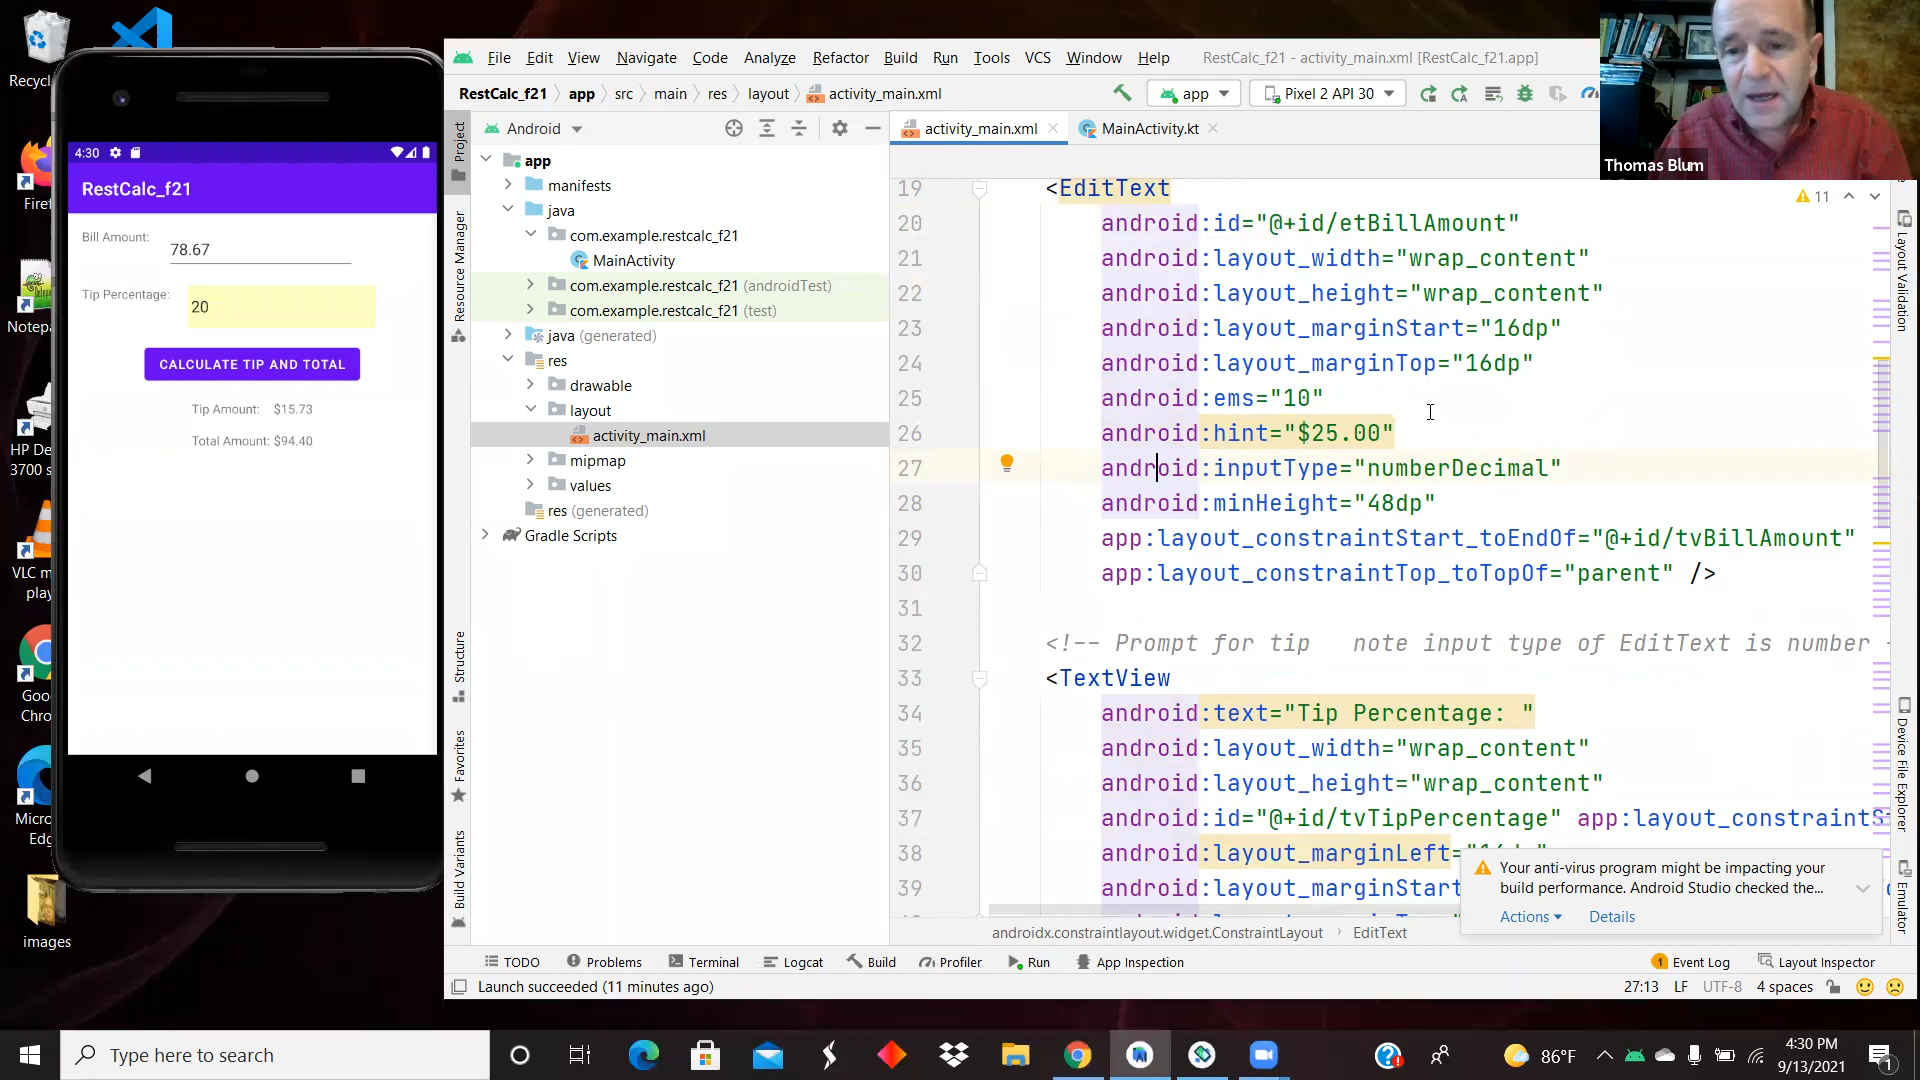 Recycl
Firef
Notep
HP De
3700 s
VLC m
play
Goo
Chro
Micro
Edg
images
4:30
RestCalc_f21
Bill Amount:
78.67
Tip Percentage:
20
CALCULATE TIP AND TOTAL
Tip Amount: $15.73
Total Amount: $94.40
File Edit View Navigate Code Analyze Refactor Build Run Tools VCS Window Help RestCalc_f21 - activity_main.xml [RestCalc_f21.app]
RestCalc_f21 app src main res layout activity_main.xml
app
Pixel 2 API 30
Thomas Blum
Project
Resource Manager
Structure
Favorites
Build Variants
Android
app
manifests
java
com.example.restcalc_f21
MainActivity
com.example.restcalc_f21 (androidTest)
com.example.restcalc_f21 (test)
java (generated)
res
drawable
layout
activity_main.xml
mipmap
values
res (generated)
Gradle Scripts
activity_main.xml MainActivity.kt
11
19 <EditText
20 android:id="@+id/etBillAmount"
21 android:layout_width="wrap_content"
22 android:layout_height="wrap_content"
23 android:layout_marginStart="16dp"
24 android:layout_marginTop="16dp"
25 android:ems="10"
26 android:hint="$25.00"
27 android:inputType="numberDecimal"
28 android:minHeight="48dp"
29 app:layout_constraintStart_toEndOf="@+id/tvBillAmount"
30 app:layout_constraintTop_toTopOf="parent" />
31
32 <!-- Prompt for tip note input type of EditText is number -
33 <TextView
34 android:text="Tip Percentage: "
35 android:layout_width="wrap_content"
36 android:layout_height="wrap_content"
37 android:id="@+id/tvTipPercentage" app:layout_constraintS
38 android:layout_marginLeft=
39 android:layout_marginStart
Your anti-virus program might be impacting your
build performance. Android Studio checked the...
Actions Details
androidx.constraintlayout.widget.ConstraintLayout EditText
Layout Validation
Device File Explorer
Emulator
TODO Problems Terminal Logcat Build Profiler Run App Inspection
1 Event Log Layout Inspector
Launch succeeded (11 minutes ago)
27:13 LF UTF-8 4 spaces
Type here to search
86°F
4:30 PM
9/13/2021
1